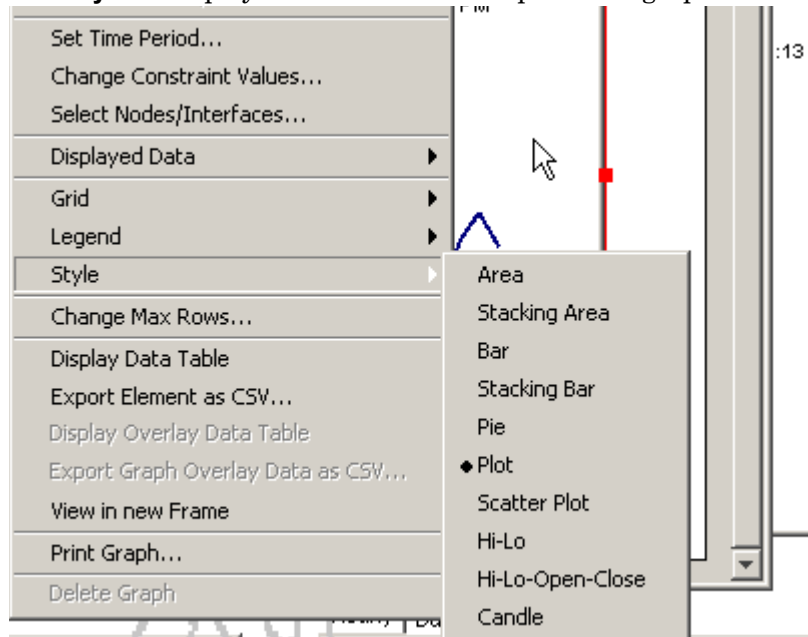 Set Time Period...
Change Constraint Values...
Select Nodes/Interfaces...
Displayed Data
Grid
Legend
Style
Change Max Rows...
Display Data Table
Export Element as CSV...
Display Overlay Data Table
Export Graph Overlay Data as CSV...
View in new Frame
Print Graph...
Delete Graph
Area
Stacking Area
Bar
Stacking Bar
Pie
Plot
Scatter Plot
Hi-Lo
Hi-Lo-Open-Close
Candle
:13